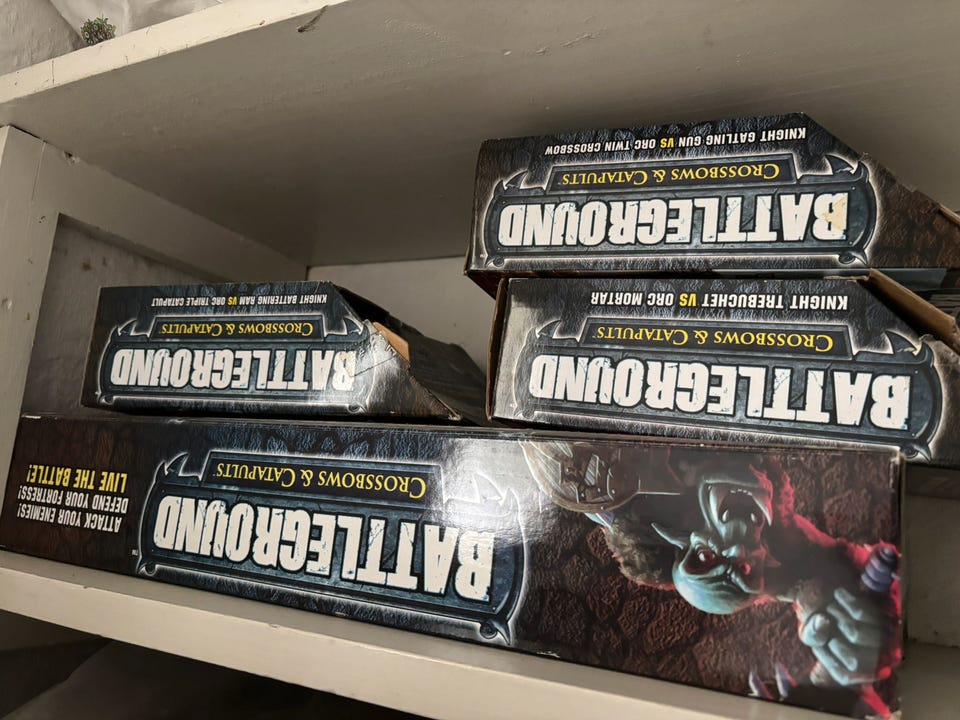 BATTLEGROUND
CROSSBOWS & CATAPULTS
KNIGHT GATLING GUN VS ORC TWIN CROSSBOW
BATTLEGROUND
CROSSBOWS & CATAPULTS
KNIGHT TREBUCHET VS ORC MORTAR
BATTLEGROUND
CROSSBOWS & CATAPULTS
KNIGHT BATTERING RAM VS ORC TRIPLE CATAPULT
BATTLEGROUND™
CROSSBOWS & CATAPULTS
ATTACK YOUR ENEMIES!
DEFEND YOUR FORTRESS!
LIVE THE BATTLE!